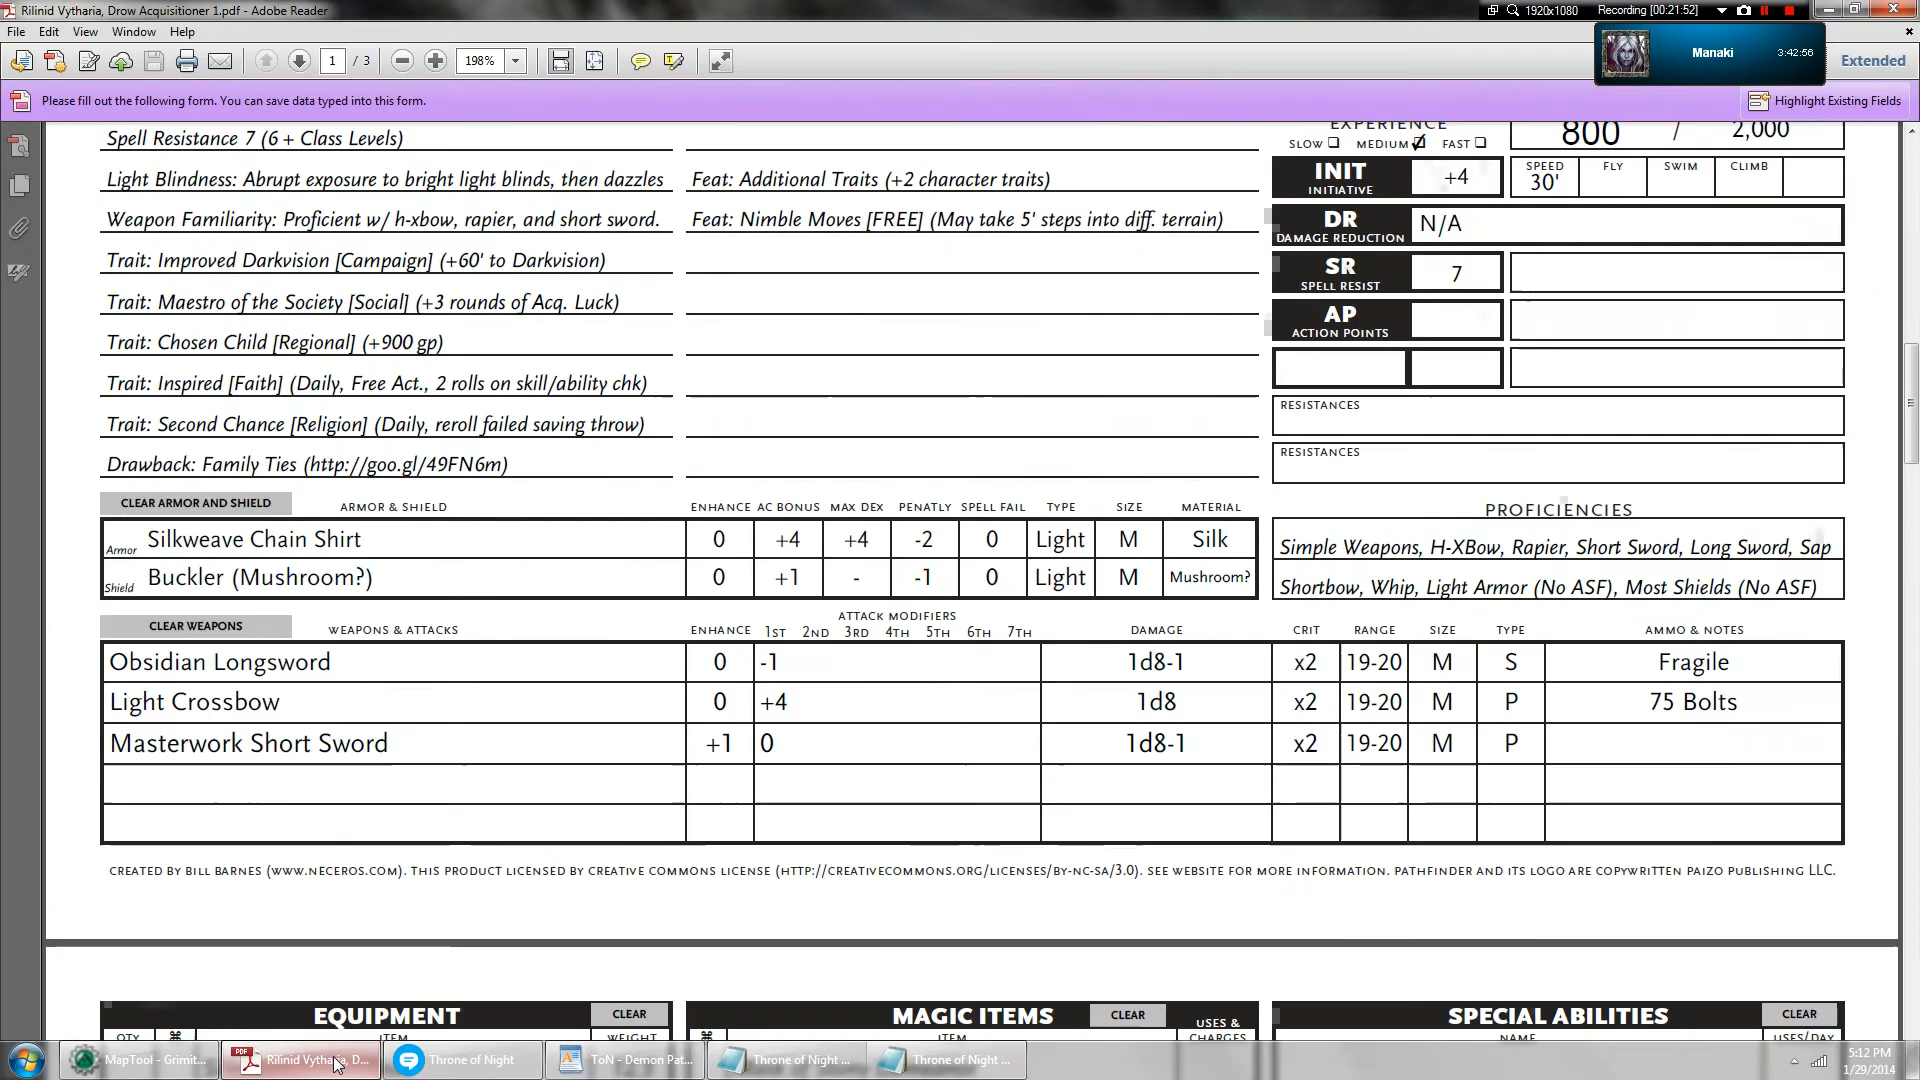 Rilinid Vytharia, Drow Acquisitioner 1.pdf - Adobe Reader
1920x1080 Recording [00:21:52]
File Edit View Window Help
Manaki 3:42:56
1 / 3 198% Extended
Please fill out the following form. You can save data typed into this form. Highlight Existing Fields
Spell Resistance 7 (6 + Class Levels)
Light Blindness: Abrupt exposure to bright light blinds, then dazzles
Weapon Familiarity: Proficient w/ h-xbow, rapier, and short sword.
Trait: Improved Darkvision [Campaign] (+60' to Darkvision)
Trait: Maestro of the Society [Social] (+3 rounds of Acq. Luck)
Trait: Chosen Child [Regional] (+900 gp)
Trait: Inspired [Faith] (Daily, Free Act., 2 rolls on skill/ability chk)
Trait: Second Chance [Religion] (Daily, reroll failed saving throw)
Drawback: Family Ties (http://goo.gl/49FN6m)
Feat: Additional Traits (+2 character traits)
Feat: Nimble Moves [FREE] (May take 5' steps into diff. terrain)
EXPERIENCE 800 / 2,000
SLOW MEDIUM FAST
INIT +4 SPEED FLY SWIM CLIMB
INITIATIVE 30'
DR N/A
DAMAGE REDUCTION
SR 7
SPELL RESIST
AP
ACTION POINTS
RESISTANCES
RESISTANCES
CLEAR ARMOR AND SHIELD ARMOR & SHIELD ENHANCE AC BONUS MAX DEX PENATLY SPELL FAIL TYPE SIZE MATERIAL
Armor Silkweave Chain Shirt 0 +4 +4 -2 0 Light M Silk
Shield Buckler (Mushroom?) 0 +1 - -1 0 Light M Mushroom?
PROFICIENCIES
Simple Weapons, H-XBow, Rapier, Short Sword, Long Sword, Sap
Shortbow, Whip, Light Armor (No ASF), Most Shields (No ASF)
ATTACK MODIFIERS
CLEAR WEAPONS WEAPONS & ATTACKS ENHANCE 1ST 2ND 3RD 4TH 5TH 6TH 7TH DAMAGE CRIT RANGE SIZE TYPE AMMO & NOTES
Obsidian Longsword 0 -1 1d8-1 x2 19-20 M S Fragile
Light Crossbow 0 +4 1d8 x2 19-20 M P 75 Bolts
Masterwork Short Sword +1 0 1d8-1 x2 19-20 M P
CREATED BY BILL BARNES (WWW.NECEROS.COM). THIS PRODUCT LICENSED BY CREATIVE COMMONS LICENSE (HTTP://CREATIVECOMMONS.ORG/LICENSES/BY-NC-SA/3.0). SEE WEBSITE FOR MORE INFORMATION. PATHFINDER AND ITS LOGO ARE COPYWRITTEN PAIZO PUBLISHING LLC.
EQUIPMENT CLEAR MAGIC ITEMS CLEAR USES & SPECIAL ABILITIES CLEAR
QTY ITEM WEIGHT ITEM CHARGES NAME USES/DAY
MapTool - Grimit... Rilinid Vytharia, D... Throne of Night ToN - Demon Pat... Throne of Night ... Throne of Night ... 5:12 PM
1/29/2014